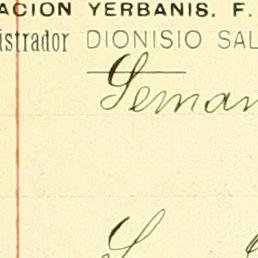 ACION YERBANIS. F.
istrador DIONISIO SAL
Seman
S